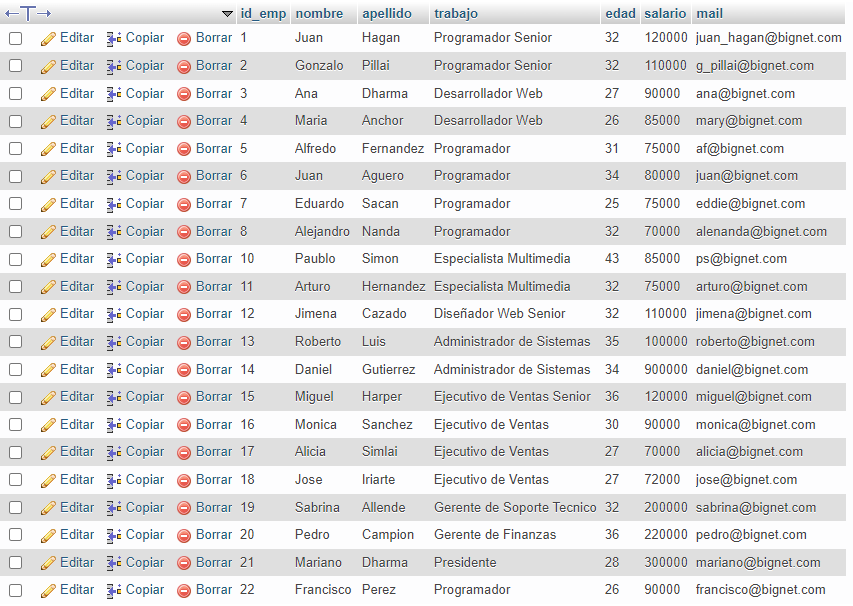 id_emp nombre apellido trabajo edad salario mail
Editar Copiar Borrar 1 Juan Hagan Programador Senior 32 120000 juan_hagan@bignet.com
Editar Copiar Borrar 2 Gonzalo Pillai Programador Senior 32 110000 g_pillai@bignet.com
Editar Copiar Borrar 3 Ana Dharma Desarrollador Web 27 90000 ana@bignet.com
Editar Copiar Borrar 4 Maria Anchor Desarrollador Web 26 85000 mary@bignet.com
Editar Copiar Borrar 5 Alfredo Fernandez Programador 31 75000 af@bignet.com
Editar Copiar Borrar 6 Juan Aguero Programador 34 80000 juan@bignet.com
Editar Copiar Borrar 7 Eduardo Sacan Programador 25 75000 eddie@bignet.com
Editar Copiar Borrar 8 Alejandro Nanda Programador 32 70000 alenanda@bignet.com
Editar Copiar Borrar 10 Paublo Simon Especialista Multimedia 43 85000 ps@bignet.com
Editar Copiar Borrar 11 Arturo Hernandez Especialista Multimedia 32 75000 arturo@bignet.com
Editar Copiar Borrar 12 Jimena Cazado Diseñador Web Senior 32 110000 jimena@bignet.com
Editar Copiar Borrar 13 Roberto Luis Administrador de Sistemas 35 100000 roberto@bignet.com
Editar Copiar Borrar 14 Daniel Gutierrez Administrador de Sistemas 34 900000 daniel@bignet.com
Editar Copiar Borrar 15 Miguel Harper Ejecutivo de Ventas Senior 36 120000 miguel@bignet.com
Editar Copiar Borrar 16 Monica Sanchez Ejecutivo de Ventas 30 90000 monica@bignet.com
Editar Copiar Borrar 17 Alicia Simlai Ejecutivo de Ventas 27 70000 alicia@bignet.com
Editar Copiar Borrar 18 Jose Iriarte Ejecutivo de Ventas 27 72000 jose@bignet.com
Editar Copiar Borrar 19 Sabrina Allende Gerente de Soporte Tecnico 32 200000 sabrina@bignet.com
Editar Copiar Borrar 20 Pedro Campion Gerente de Finanzas 36 220000 pedro@bignet.com
Editar Copiar Borrar 21 Mariano Dharma Presidente 28 300000 mariano@bignet.com
Editar Copiar Borrar 22 Francisco Perez Programador 26 90000 francisco@bignet.com